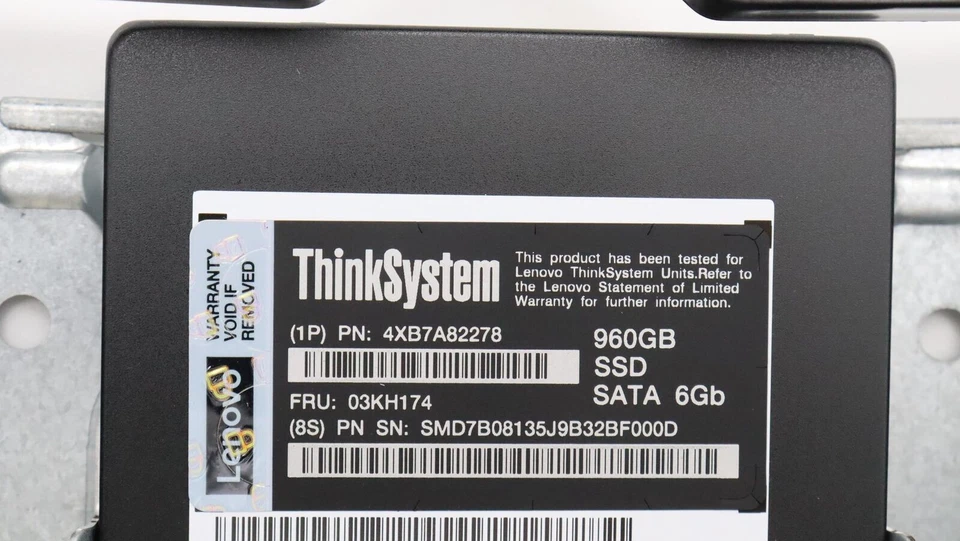 WARRANTY
VOID IF
REMOVED
Lenovo
ThinkSystem
This product has been tested for
Lenovo ThinkSystem Units.Refer to
the Lenovo Statement of Limited
Warranty for further information.
(1P) PN: 4XB7A82278
960GB
SSD
SATA 6Gb
FRU: 03KH174
(8S) PN SN: SMD7B08135J9B32BF000D